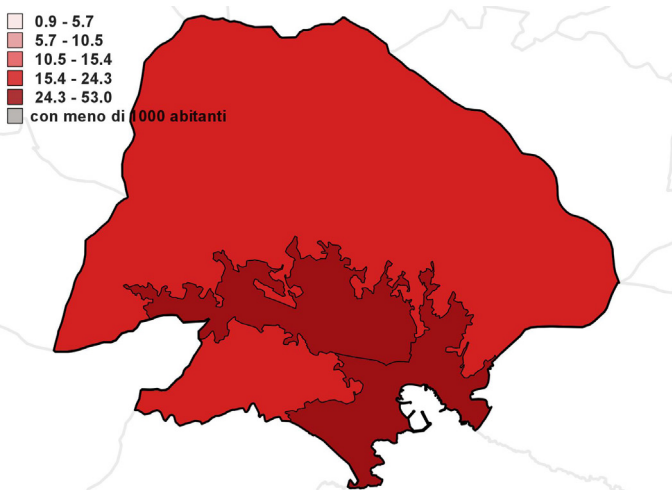 0.9 - 5.7
5.7 - 10.5
10.5 - 15.4
15.4 - 24.3
24.3 - 53.0
con meno di 1000 abitanti